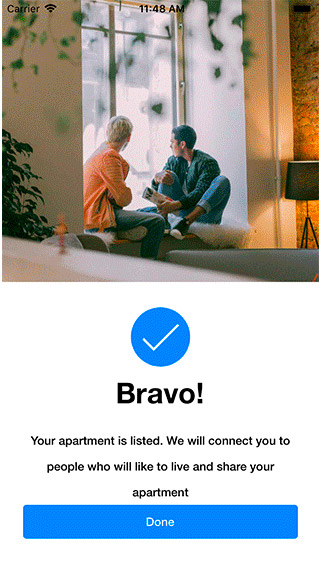 Carrier 11:48 AM
Bravo!
Your apartment is listed. We will connect you to
people who will like to live and share your
apartment
Done